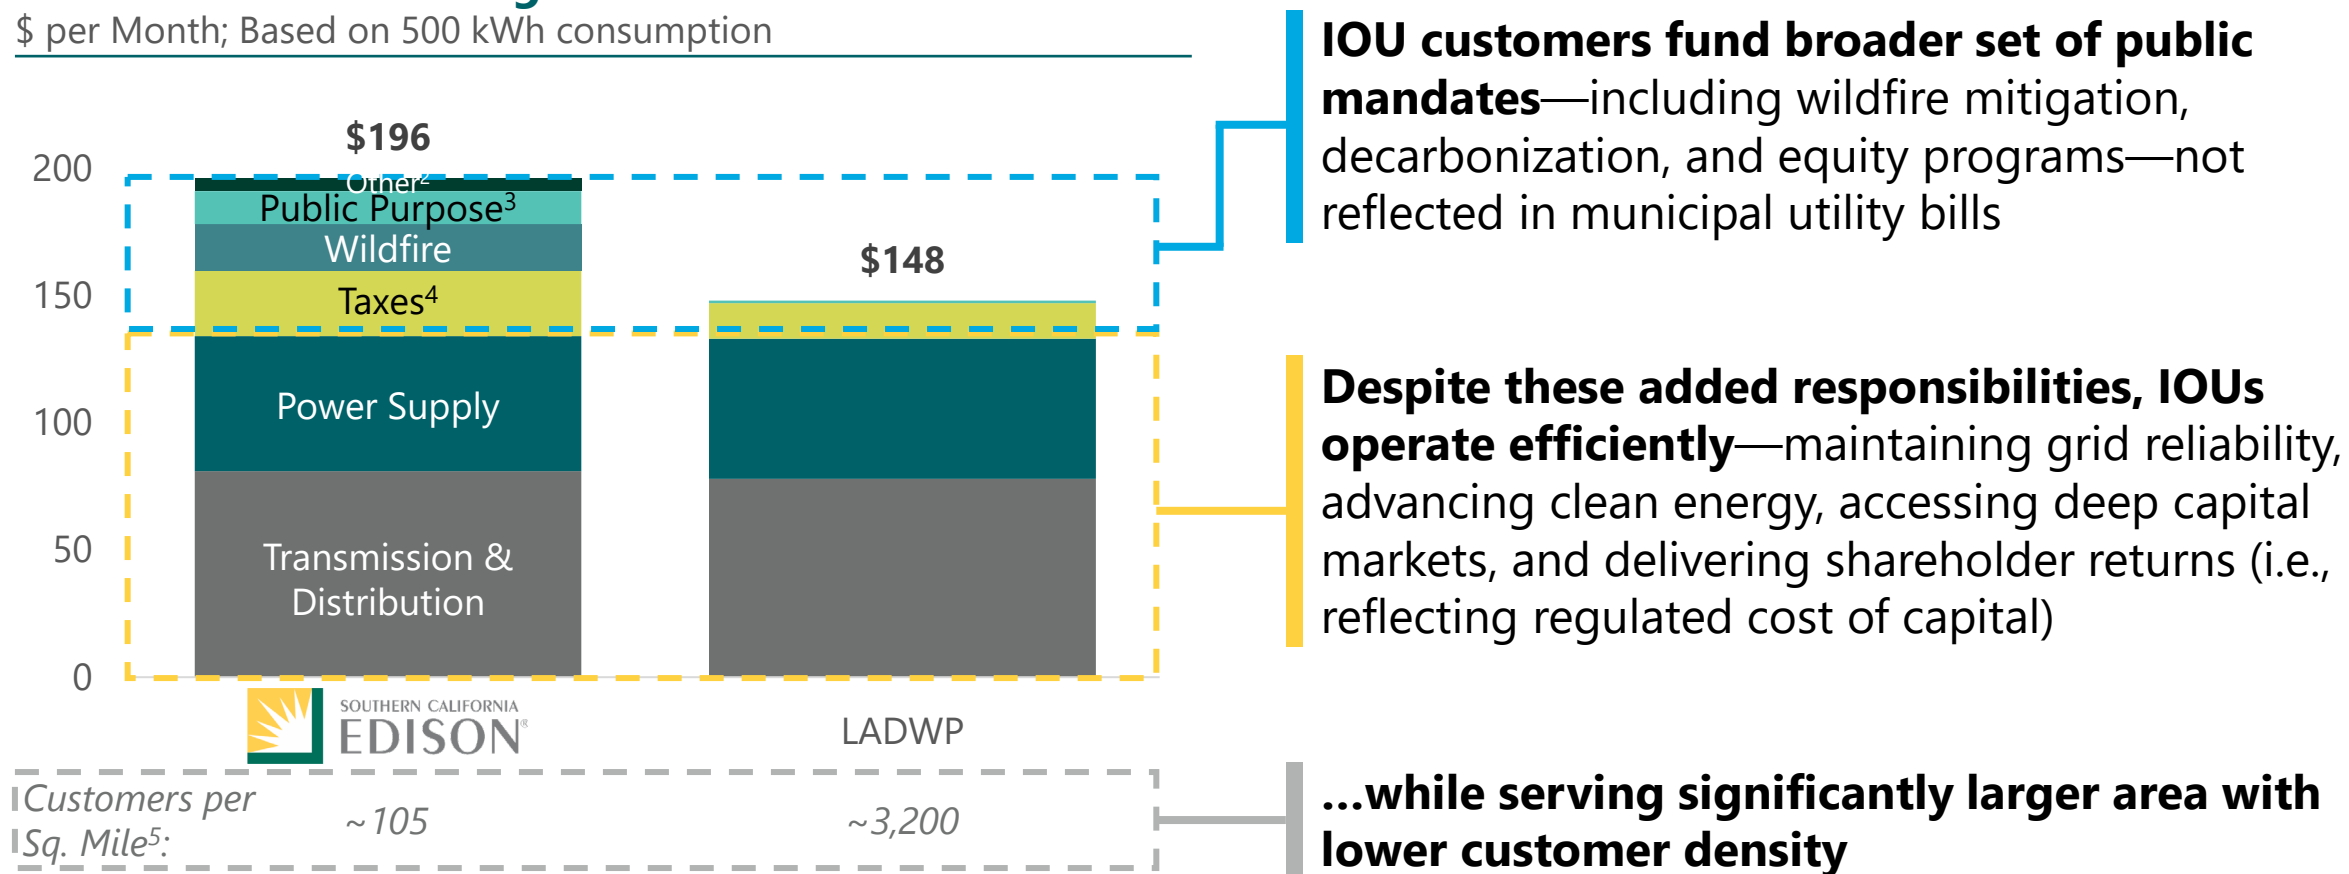 $ per Month; Based on 500 kWh consumption
$196
200
Other²
Public Purpose³
Wildfire
$148
150
Taxes⁴
100
Power Supply
50
Transmission &
Distribution
0
SOUTHERN CALIFORNIA
EDISON®
LADWP
Customers per
Sq. Mile⁵:
~105
~3,200
IOU customers fund broader set of public
mandates—including wildfire mitigation,
decarbonization, and equity programs—not
reflected in municipal utility bills
Despite these added responsibilities, IOUs
operate efficiently—maintaining grid reliability,
advancing clean energy, accessing deep capital
markets, and delivering shareholder returns (i.e.,
reflecting regulated cost of capital)
...while serving significantly larger area with
lower customer density